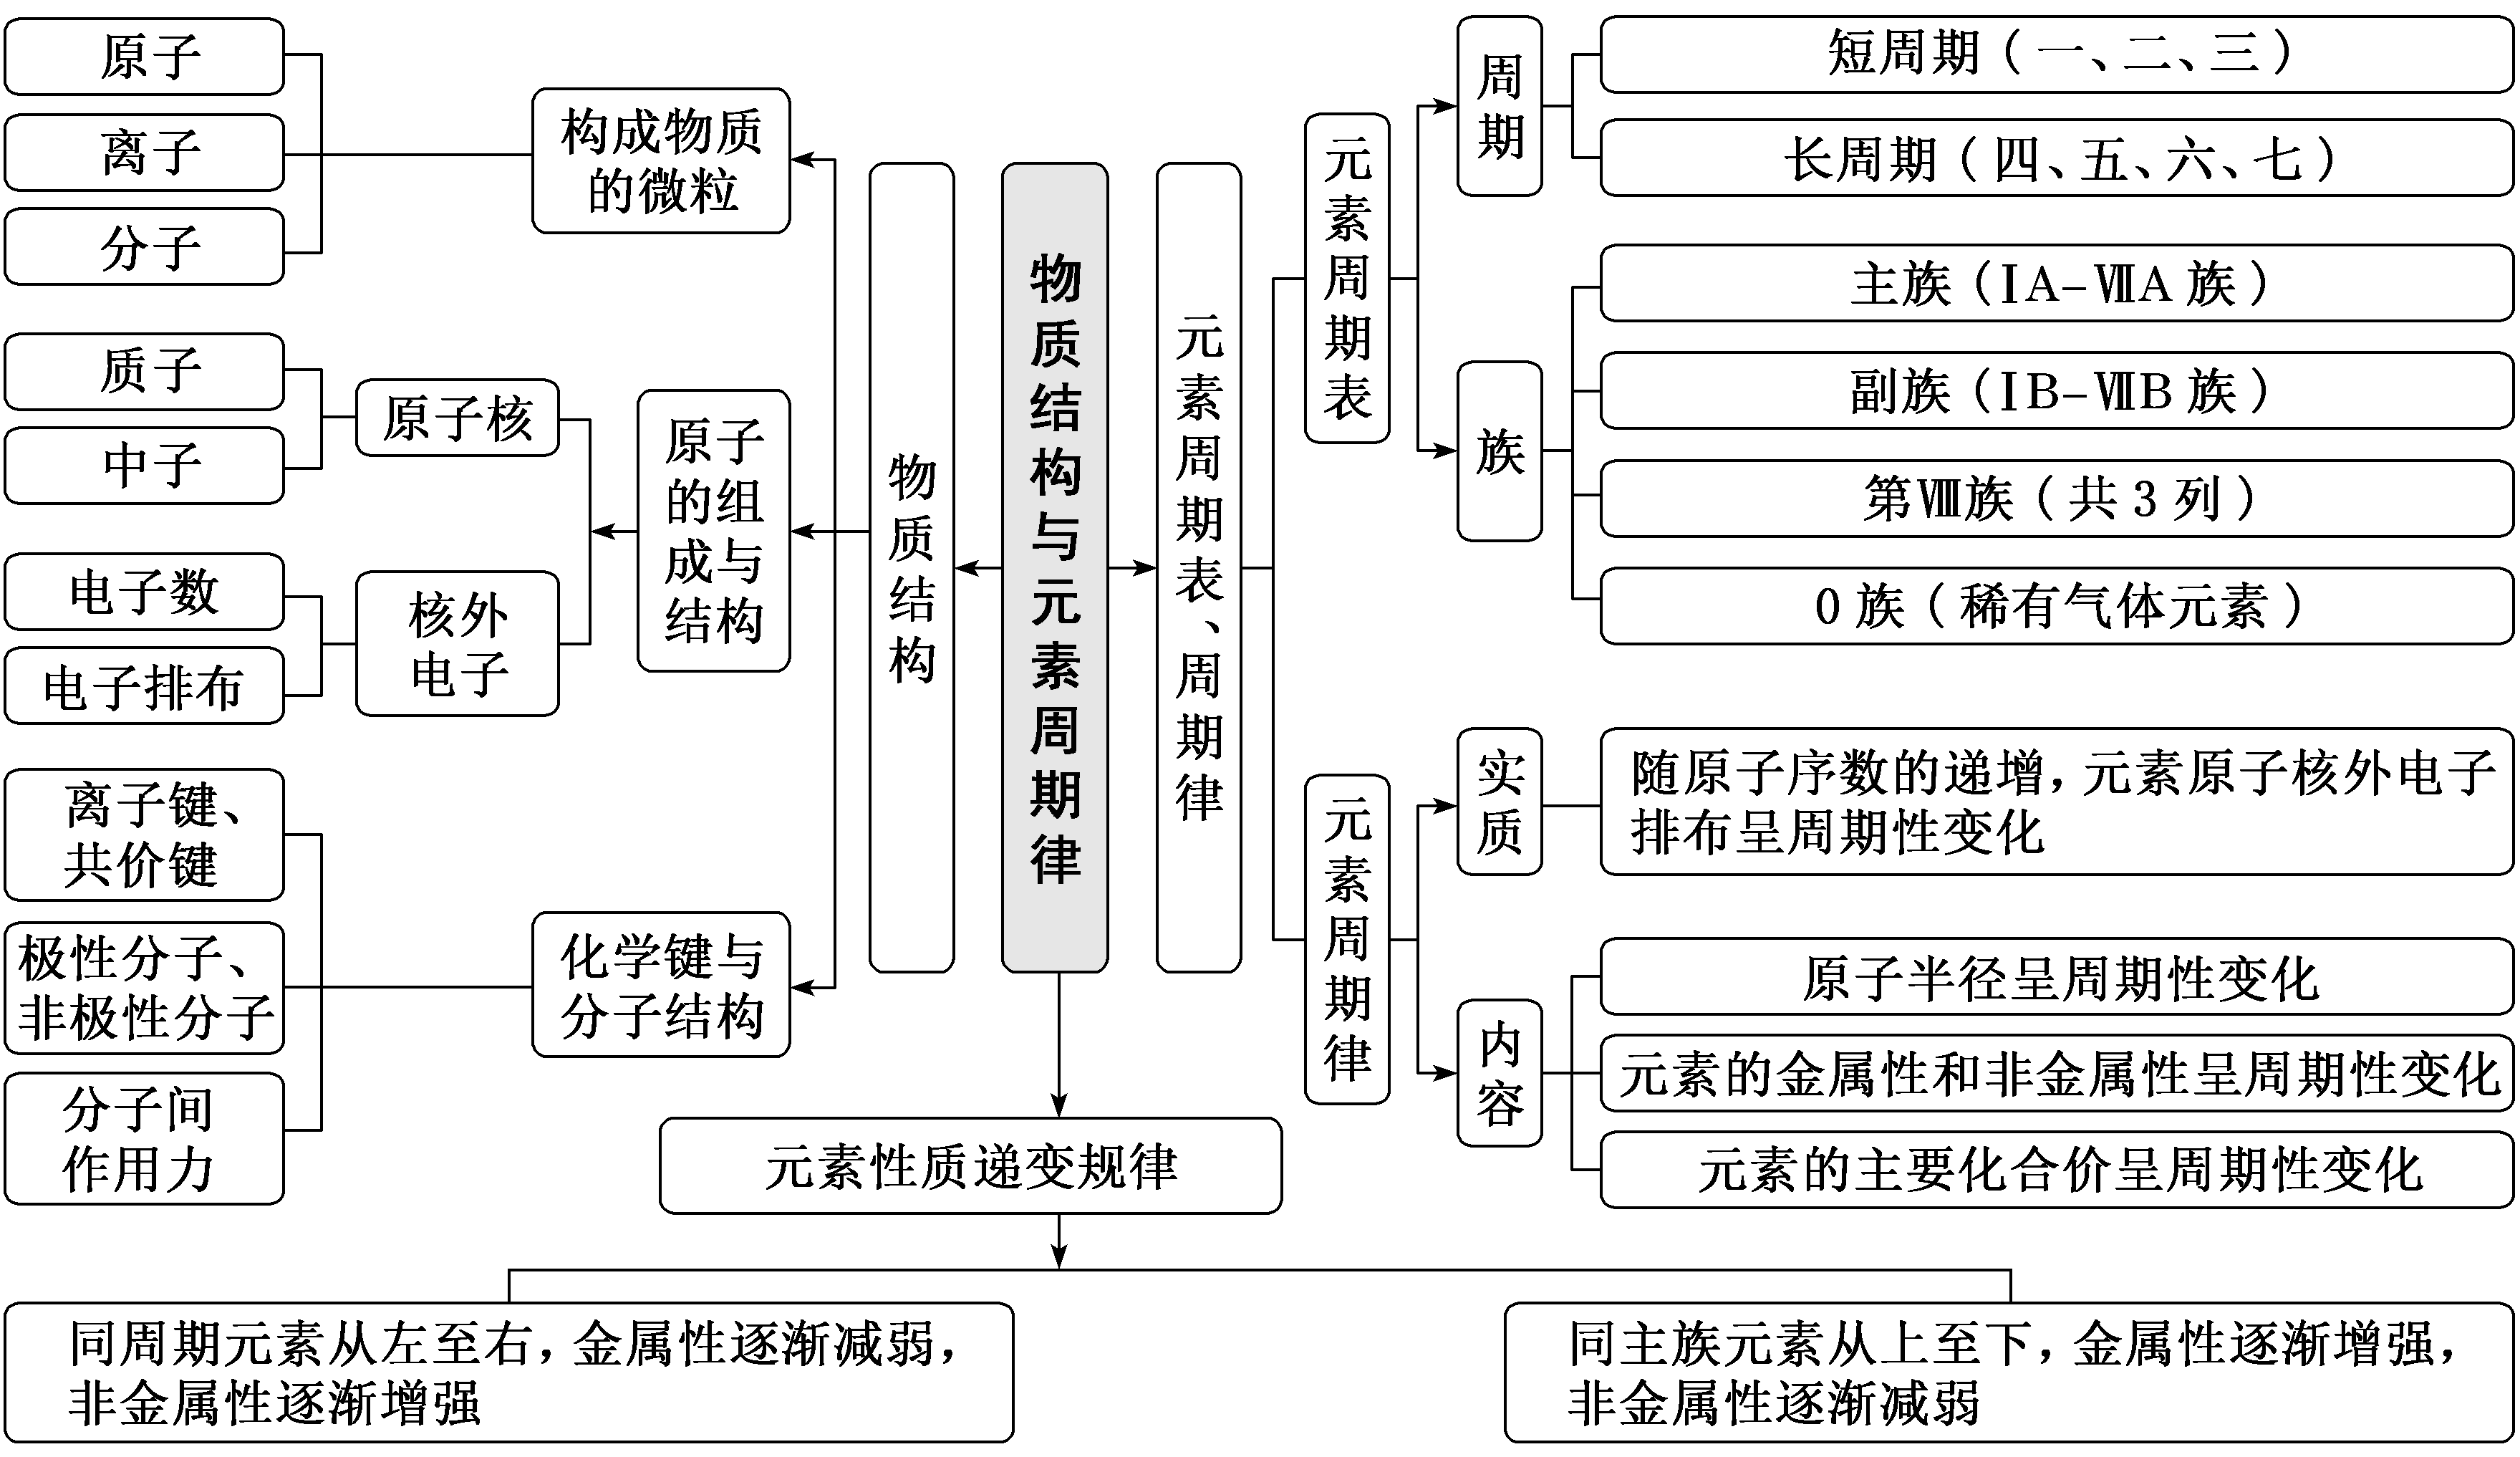 原子
离子
分子
构成物质
的微粒
质子
中子
原子核
电子数
电子排布
核外
电子
原子
的组
成与
结构
离子键、
共价键
极性分子、
非极性分子
分子间
作用力
化学键与
分子结构
物质结构
物质结构与元素周期律
元素周期表、周期律
元素周期表
周期
短周期(一、二、三)
长周期(四、五、六、七)
族
主族(ⅠA-ⅦA 族)
副族(ⅠB-ⅦB 族)
第Ⅷ族(共 3 列)
0 族(稀有气体元素)
元素周期律
实质
随原子序数的递增,元素原子核外电子
排布呈周期性变化
内容
原子半径呈周期性变化
元素的金属性和非金属性呈周期性变化
元素的主要化合价呈周期性变化
元素性质递变规律
同周期元素从左至右,金属性逐渐减弱,
非金属性逐渐增强
同主族元素从上至下,金属性逐渐增强,
非金属性逐渐减弱